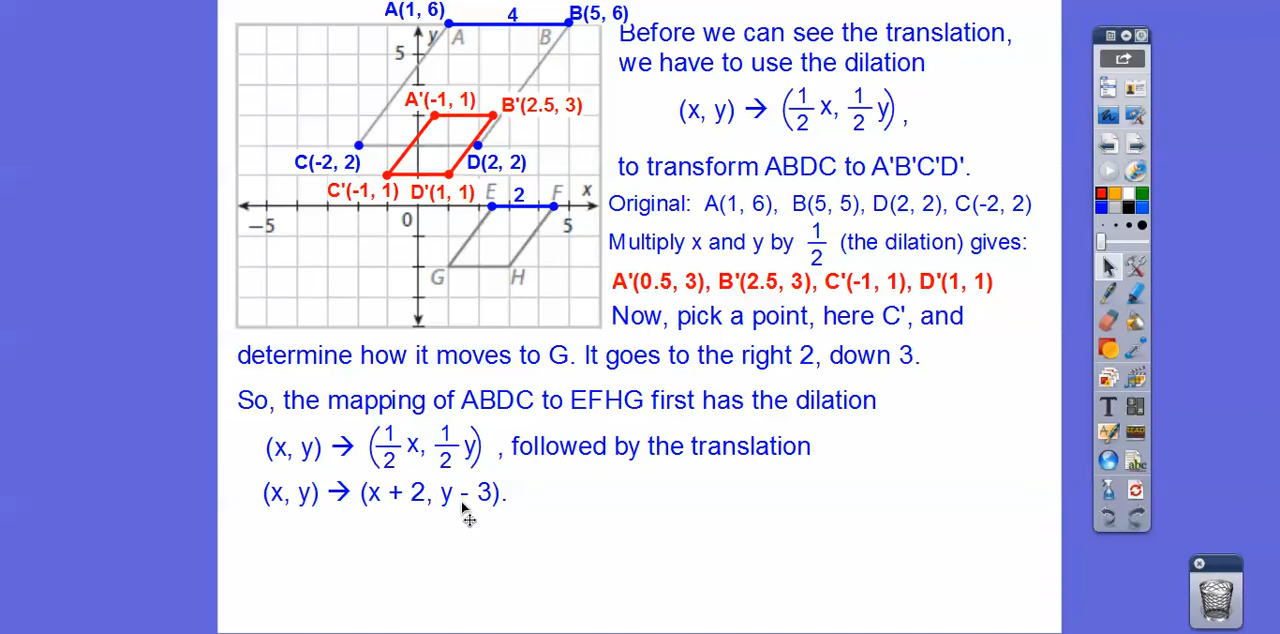 A(1, 6) 4 B(5, 6)
y A B
5
A'(-1, 1) B'(2.5, 3)
C(-2, 2) D(2, 2)
C'(-1, 1) D'(1, 1) E 2 F x
-5 0 5
G H
Before we can see the translation,
we have to use the dilation
(x, y) → (1/2 x, 1/2 y) ,
to transform ABDC to A'B'C'D'.
Original: A(1, 6), B(5, 5), D(2, 2), C(-2, 2)
Multiply x and y by 1/2 (the dilation) gives:
A'(0.5, 3), B'(2.5, 3), C'(-1, 1), D'(1, 1)
Now, pick a point, here C', and
determine how it moves to G. It goes to the right 2, down 3.
So, the mapping of ABDC to EFHG first has the dilation
(x, y) → (1/2 x, 1/2 y) , followed by the translation
(x, y) → (x + 2, y - 3).
T
abc